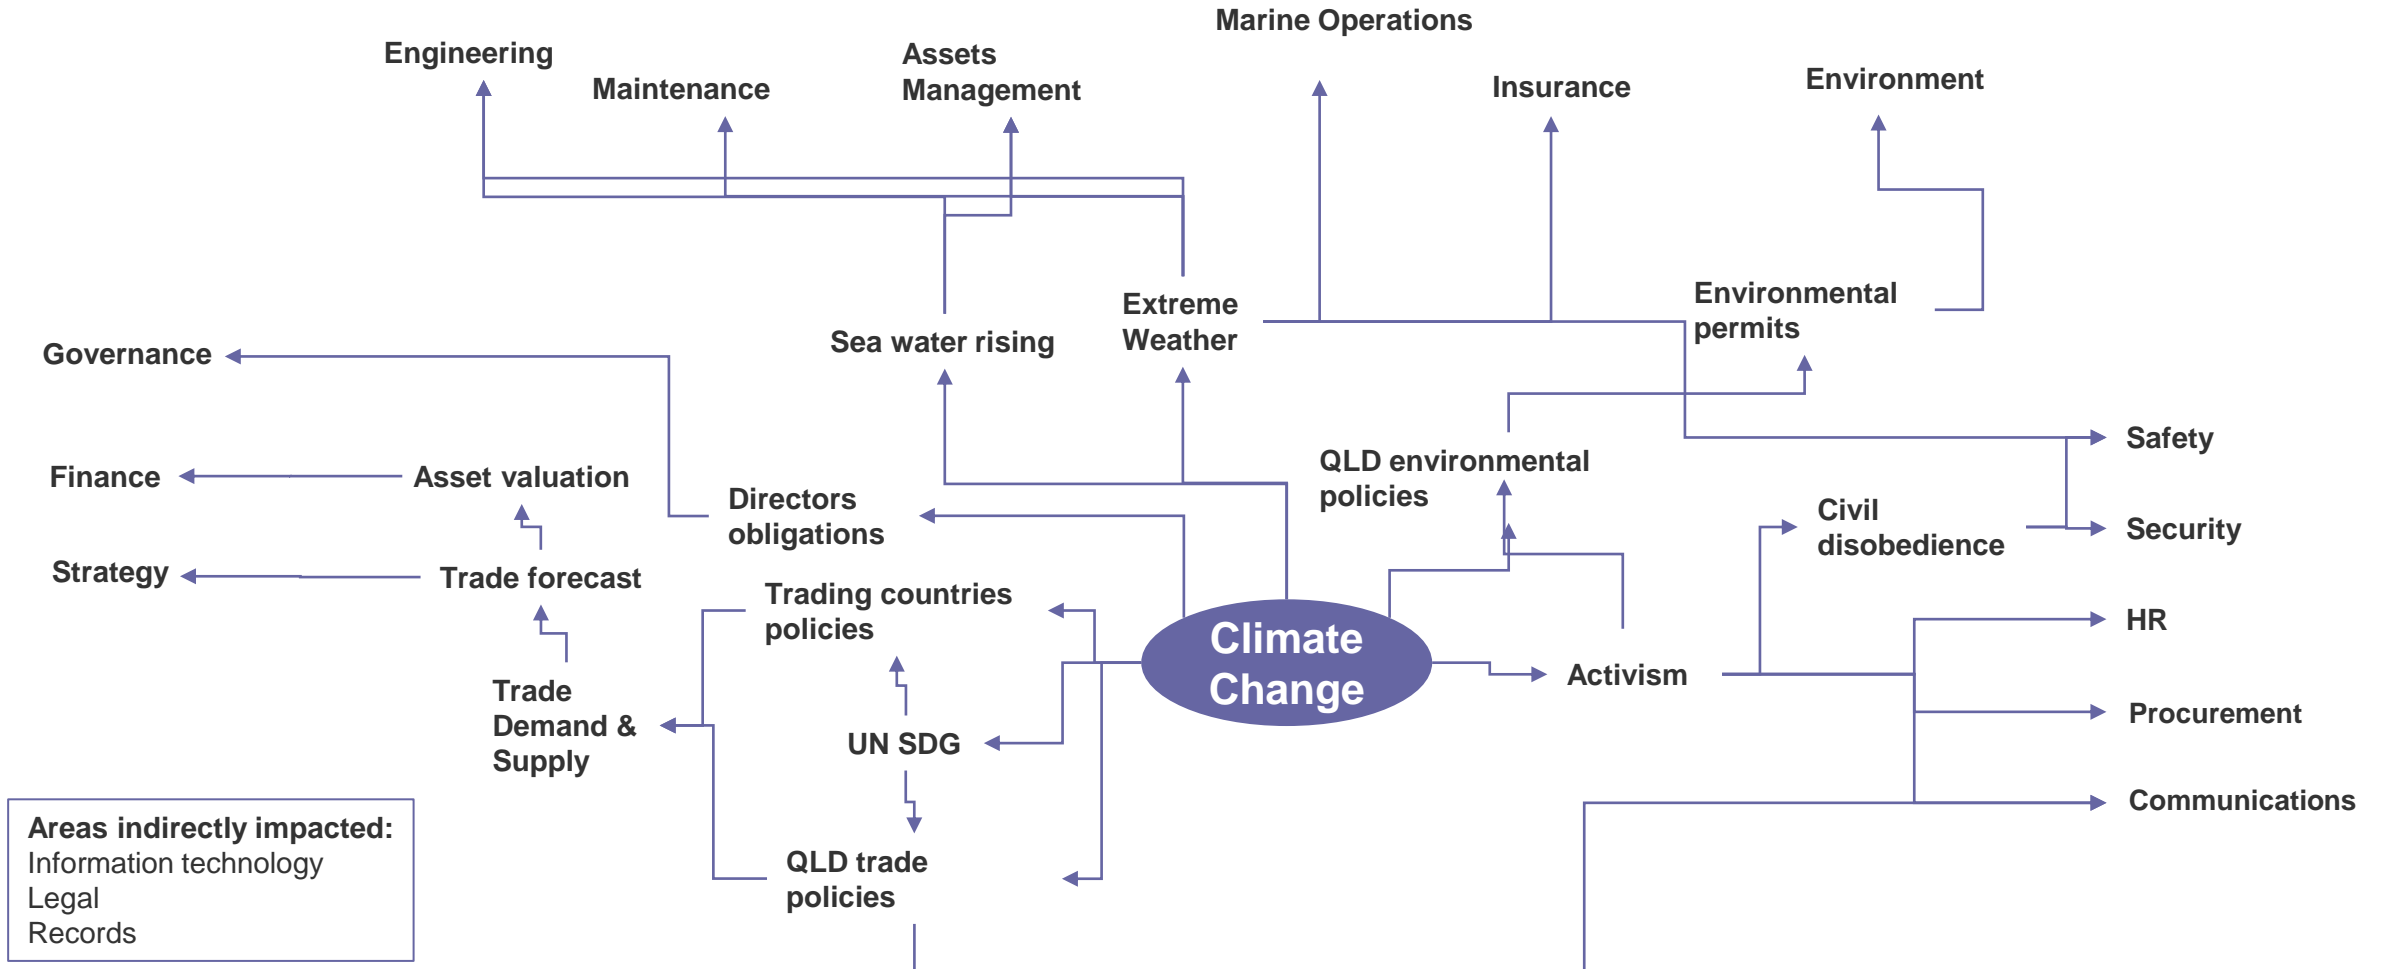 Marine Operations
Engineering
Assets
Management
Maintenance
Insurance
Environment
Extreme
Weather
Environmental
permits
Sea water rising
Governance
Safety
QLD environmental
policies
Finance
Asset valuation
Directors
obligations
Civil
disobedience
Security
Strategy
Trade forecast
Trading countries
policies
HR
Climate
Change
Activism
Trade
Demand &
Supply
UN SDG
Procurement
Communications
Areas indirectly impacted:
Information technology
Legal
Records
QLD trade
policies